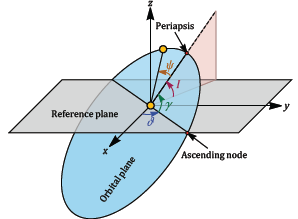 z
Periapsis
ψ
I
γ
Reference plane
y
ϑ
x
Ascending node
Orbital plane